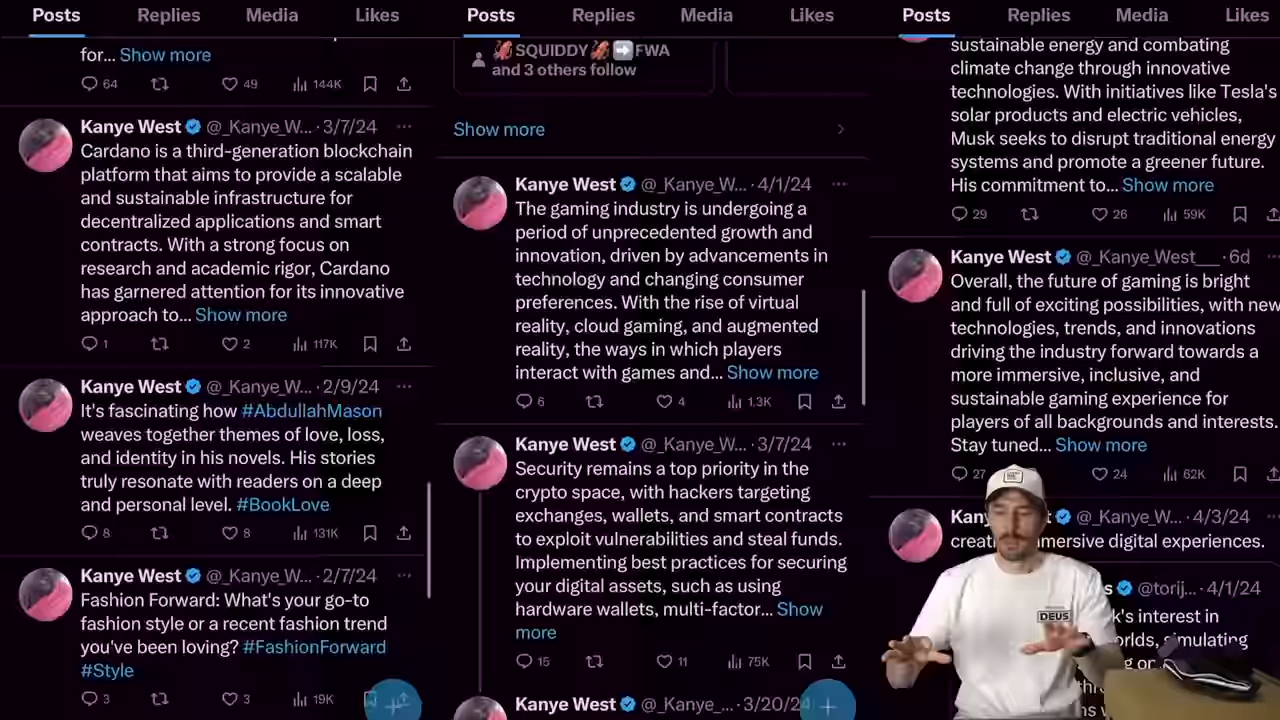 Posts Replies Media Likes
for... Show more
64 49 144K
Kanye West @_Kanye_W... · 3/7/24 ...
Cardano is a third-generation blockchain
platform that aims to provide a scalable
and sustainable infrastructure for
decentralized applications and smart
contracts. With a strong focus on
research and academic rigor, Cardano
has garnered attention for its innovative
approach to... Show more
1 2 117K
Kanye West @_Kanye_W... · 2/9/24 ...
It's fascinating how #AbdullahMason
weaves together themes of love, loss,
and identity in his novels. His stories
truly resonate with readers on a deep
and personal level. #BookLove
8 8 131K
Kanye West @_Kanye_W... · 2/7/24 ...
Fashion Forward: What's your go-to
fashion style or a recent fashion trend
you've been loving? #FashionForward
#Style
3 3 19K
Posts Replies Media Likes
🦐SQUIDDY🦐➡️FWA
and 3 others follow
Show more
Kanye West @_Kanye_W... · 4/1/24 ...
The gaming industry is undergoing a
period of unprecedented growth and
innovation, driven by advancements in
technology and changing consumer
preferences. With the rise of virtual
reality, cloud gaming, and augmented
reality, the ways in which players
interact with games and... Show more
6 4 1.3K
Kanye West @_Kanye_W... · 3/7/24 ...
Security remains a top priority in the
crypto space, with hackers targeting
exchanges, wallets, and smart contracts
to exploit vulnerabilities and steal funds.
Implementing best practices for securing
your digital assets, such as using
hardware wallets, multi-factor... Show
more
15 11 75K
Kanye West @_Kanye_... · 3/20/24
Posts Replies Media Likes
sustainable energy and combating
climate change through innovative
technologies. With initiatives like Tesla's
solar products and electric vehicles,
Musk seeks to disrupt traditional energy
systems and promote a greener future.
His commitment to... Show more
29 26 59K
Kanye West @_Kanye_West___ · 6d
Overall, the future of gaming is bright
and full of exciting possibilities, with new
technologies, trends, and innovations
driving the industry forward towards a
more immersive, inclusive, and
sustainable gaming experience for
players of all backgrounds and interests.
Stay tuned... Show more
27 24 62K
Kany t @_Kanye_W... · 4/3/24
creati mersive digital experiences.
s @torij... · 4/1/24
k's interest in
orlds, simulating
g or
DEUS